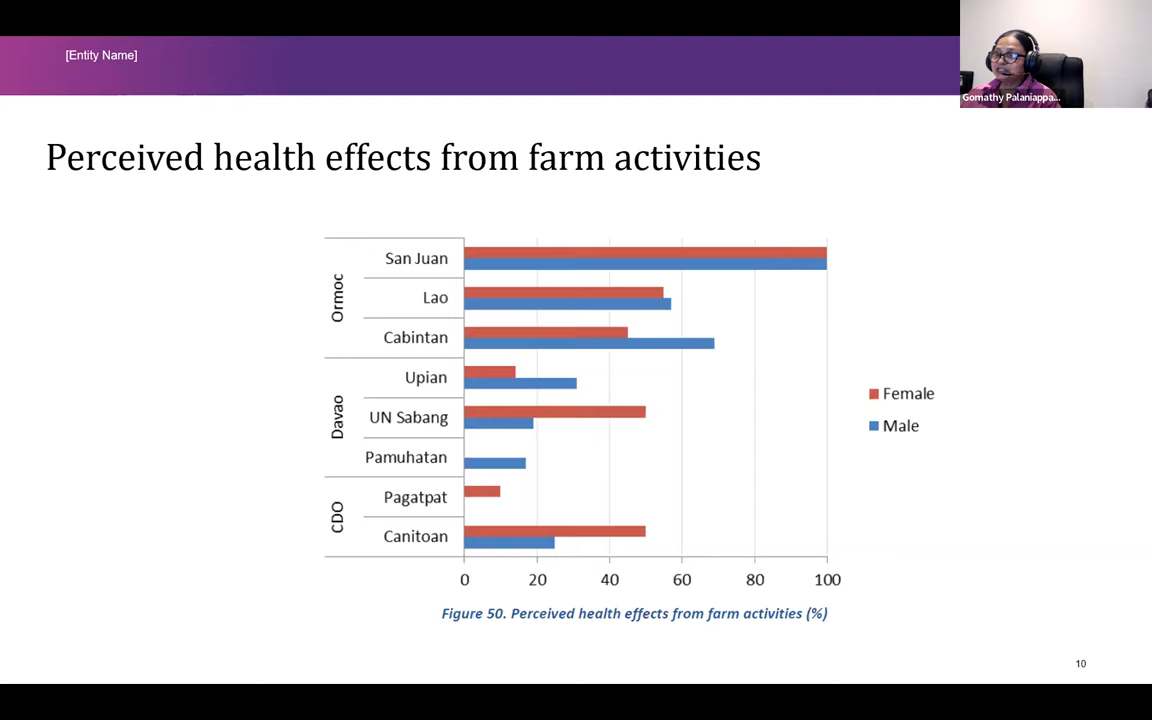 [Entity Name]
Gomathy Palaniappa...
Perceived health effects from farm activities
Ormoc
San Juan
Lao
Cabintan
Davao
Upian
UN Sabang
Pamuhatan
CDO
Pagatpat
Canitoan
Female
Male
0 20 40 60 80 100
Figure 50. Perceived health effects from farm activities (%)
10